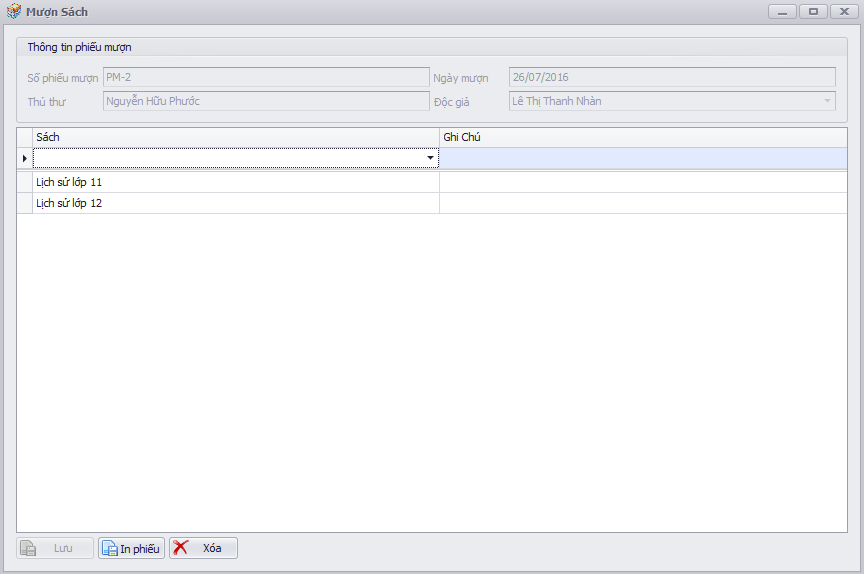 Mượn Sách
Thông tin phiếu mượn
Số phiếu mượn PM-2 Ngày mượn 26/07/2016
Thủ thư Nguyễn Hữu Phước Độc giả Lê Thị Thanh Nhàn
Sách Ghi Chú
Lịch sử lớp 11
Lịch sử lớp 12
Lưu In phiếu Xóa